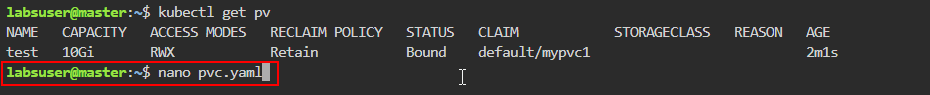 labsuser@master:~$ kubectl get pv
NAME CAPACITY ACCESS MODES RECLAIM POLICY STATUS CLAIM STORAGECLASS REASON AGE
test 10Gi RWX Retain Bound default/mypvc1 2m1s
labsuser@master:~$ nano pvc.yaml